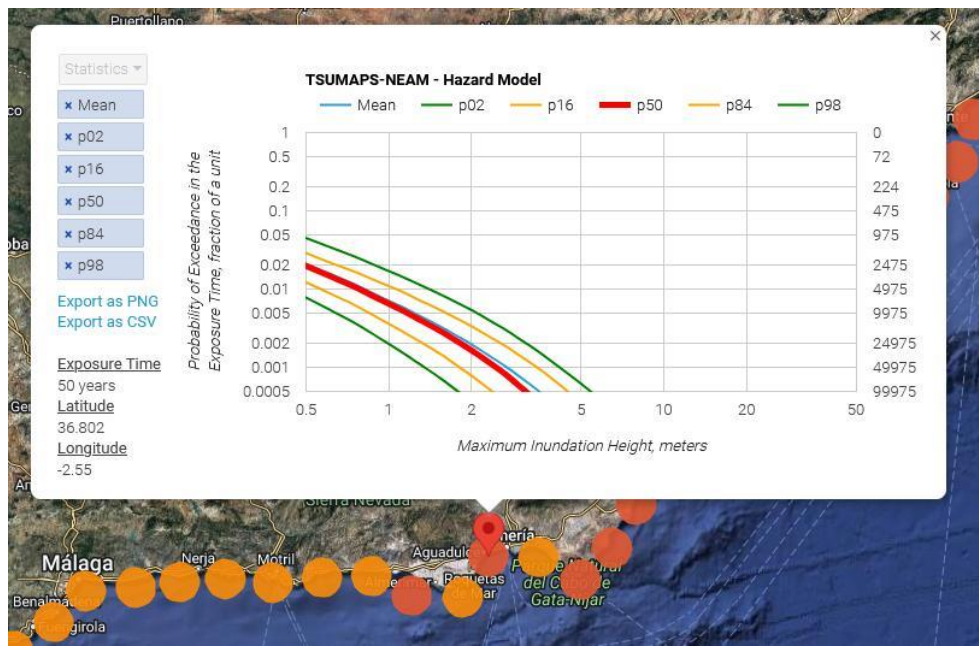 Puertollano
×
Statistics
× Mean
× p02
× p16
× p50
× p84
× p98
Export as PNG
Export as CSV
Exposure Time
50 years
Latitude
36.802
Longitude
-2.55
TSUMAPS-NEAM - Hazard Model
Mean p02 p16 p50 p84 p98
Probability of Exceedance in the
Exposure Time, fraction of a unit
1 0
0.5 72
0.2 224
0.1 475
0.05 975
0.02 2475
0.01 4975
0.005 9975
0.002 24975
0.001 49975
0.0005 99975
0.5 1 2 5 10 20 50
Maximum Inundation Height, meters
Sierra Nevada
Málaga
Nerja
Motril
Aguadulce
Roquetas
de Mar
Parque Natural
del Cabo de
Gata-Níjar
Benalmádena
Fuengirola